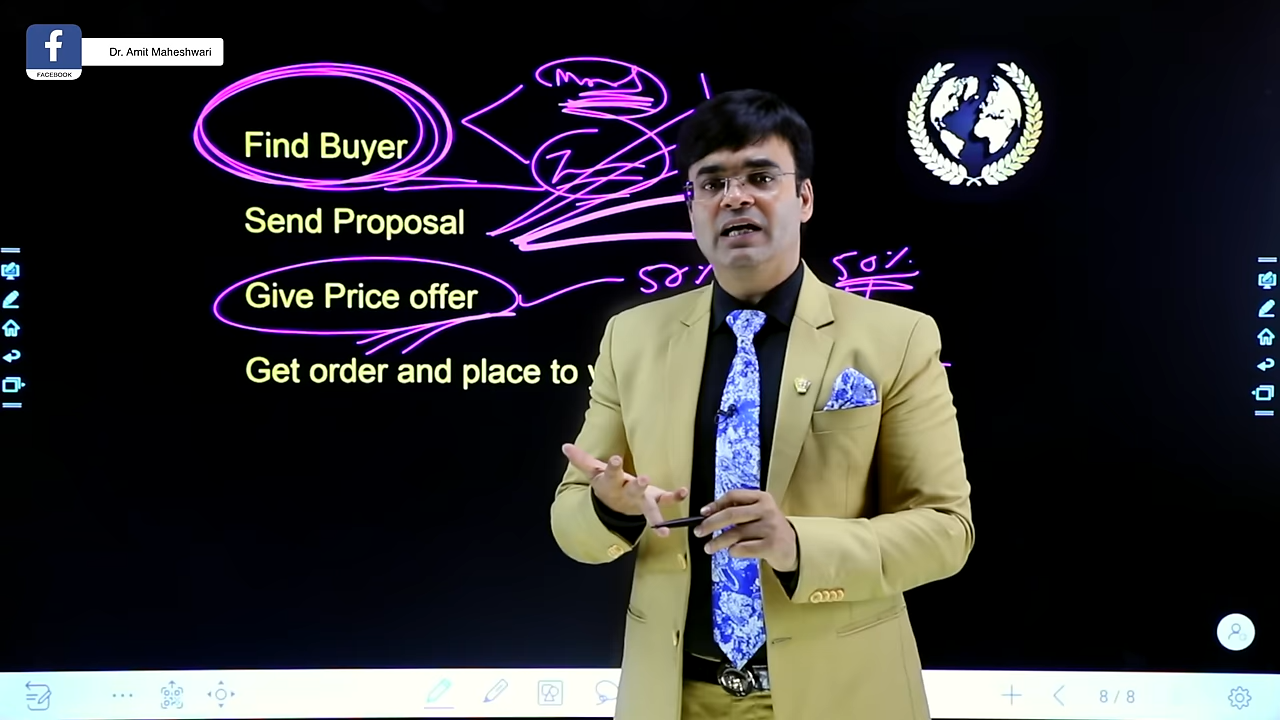 f
FACEBOOK
Dr. Amit Maheshwari
Find Buyer
Send Proposal
Give Price offer
50%
Get order and place to
8 / 8